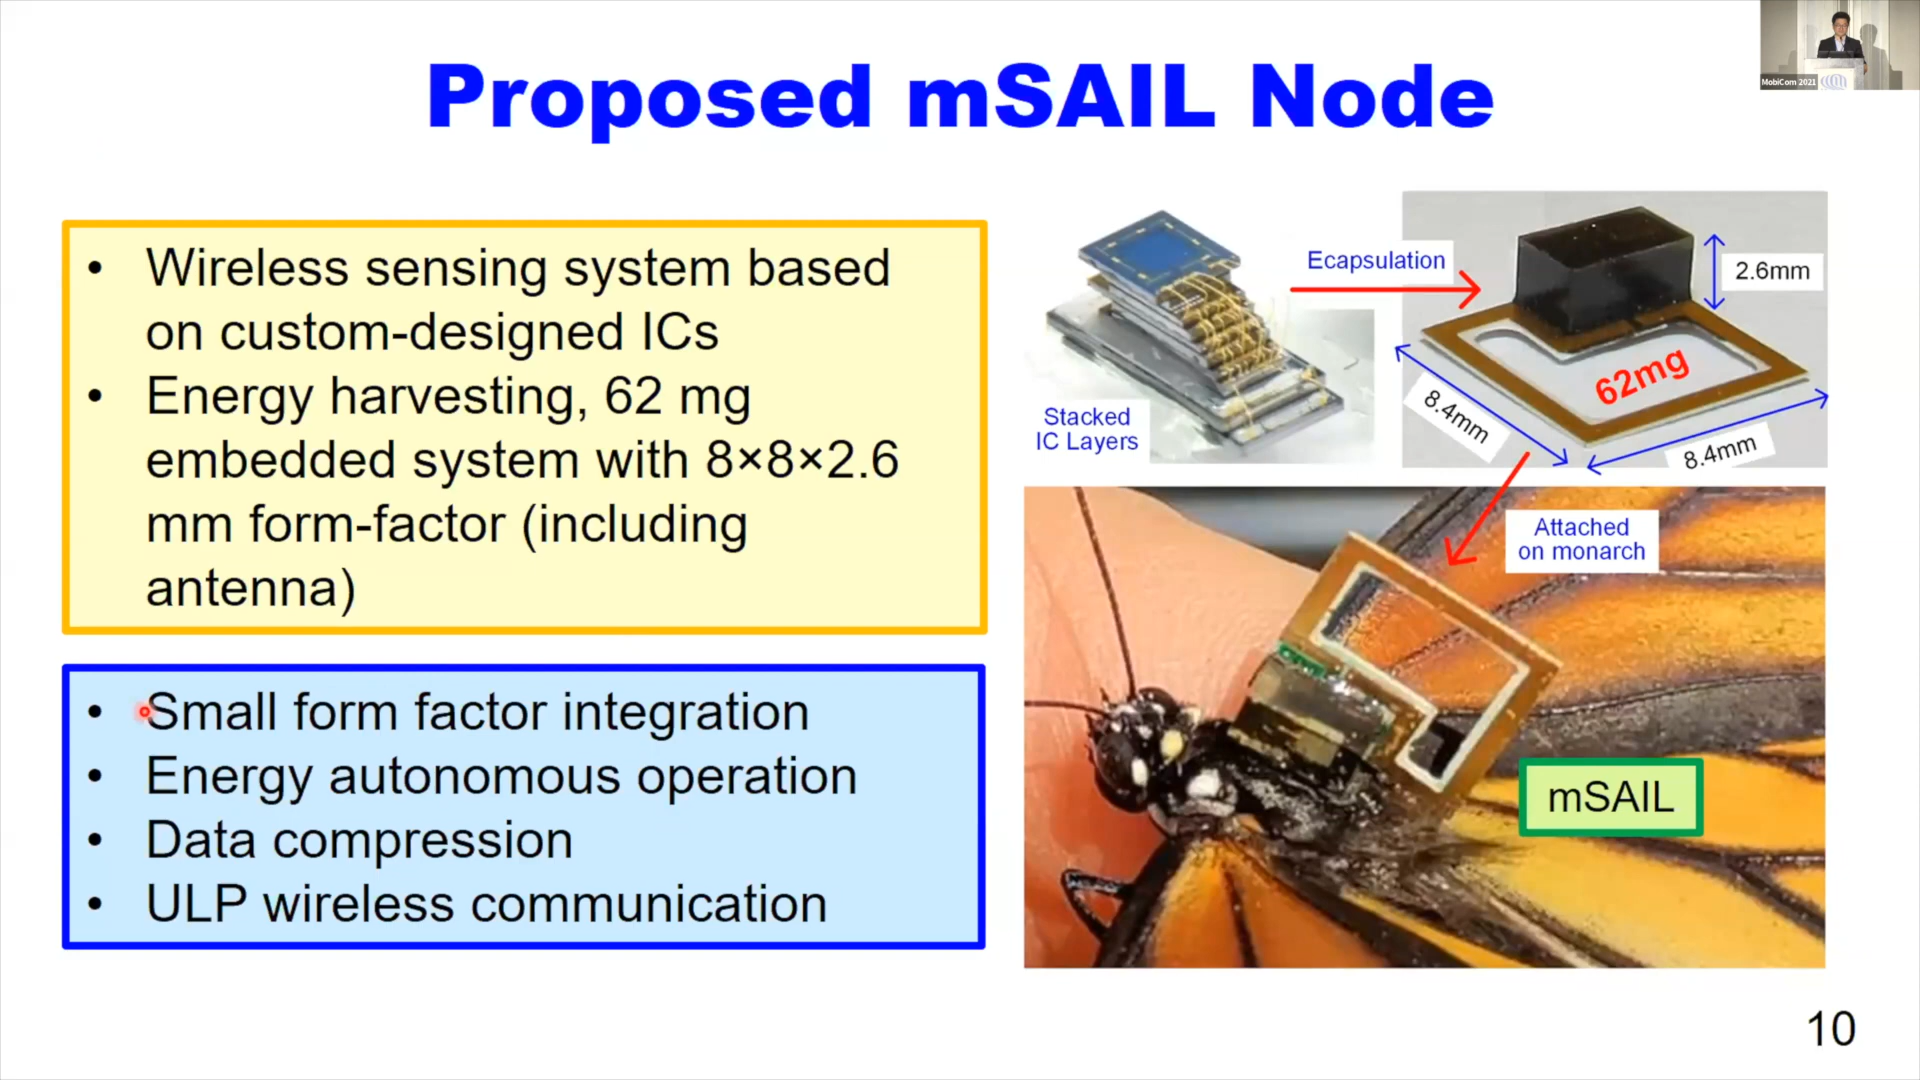 Proposed mSAIL Node
MobiCom 2021
• Wireless sensing system based
on custom-designed ICs
• Energy harvesting, 62 mg
embedded system with 8×8×2.6
mm form-factor (including
antenna)
• Small form factor integration
• Energy autonomous operation
• Data compression
• ULP wireless communication
Ecapsulation
2.6mm
62mg
8.4mm
8.4mm
Stacked
IC Layers
Attached
on monarch
mSAIL
10